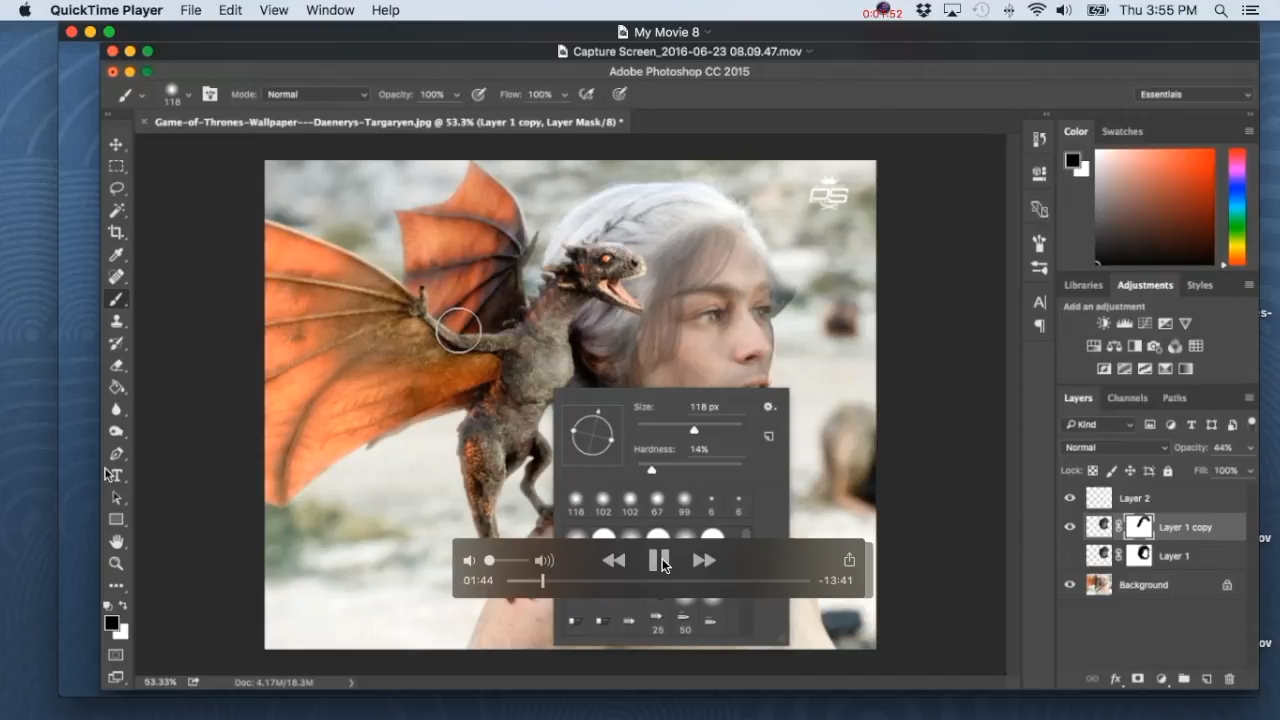 QuickTime Player File Edit View Window Help 0:01:52 Thu 3:55 PM
My Movie 8
Capture Screen_2016-06-23 08.09.47.mov
Adobe Photoshop CC 2015
118 Mode: Normal Opacity: 100% Flow: 100% Essentials
Game-of-Thrones-Wallpaper---Daenerys-Targaryen.jpg @ 53.3% (Layer 1 copy, Layer Mask/8) *
Color Swatches
PS
Libraries Adjustments Styles
Add an adjustment
Size: 118 px
Hardness: 14%
118 102 102 67 99 6 6
25 50
01:44 -13:41
Layers Channels Paths
Kind
Normal Opacity: 44%
Lock: Fill: 100%
Layer 2
Layer 1 copy
Layer 1
Background
fx
53.33% Doc: 4.17M/18.3M
s-
ov
ov